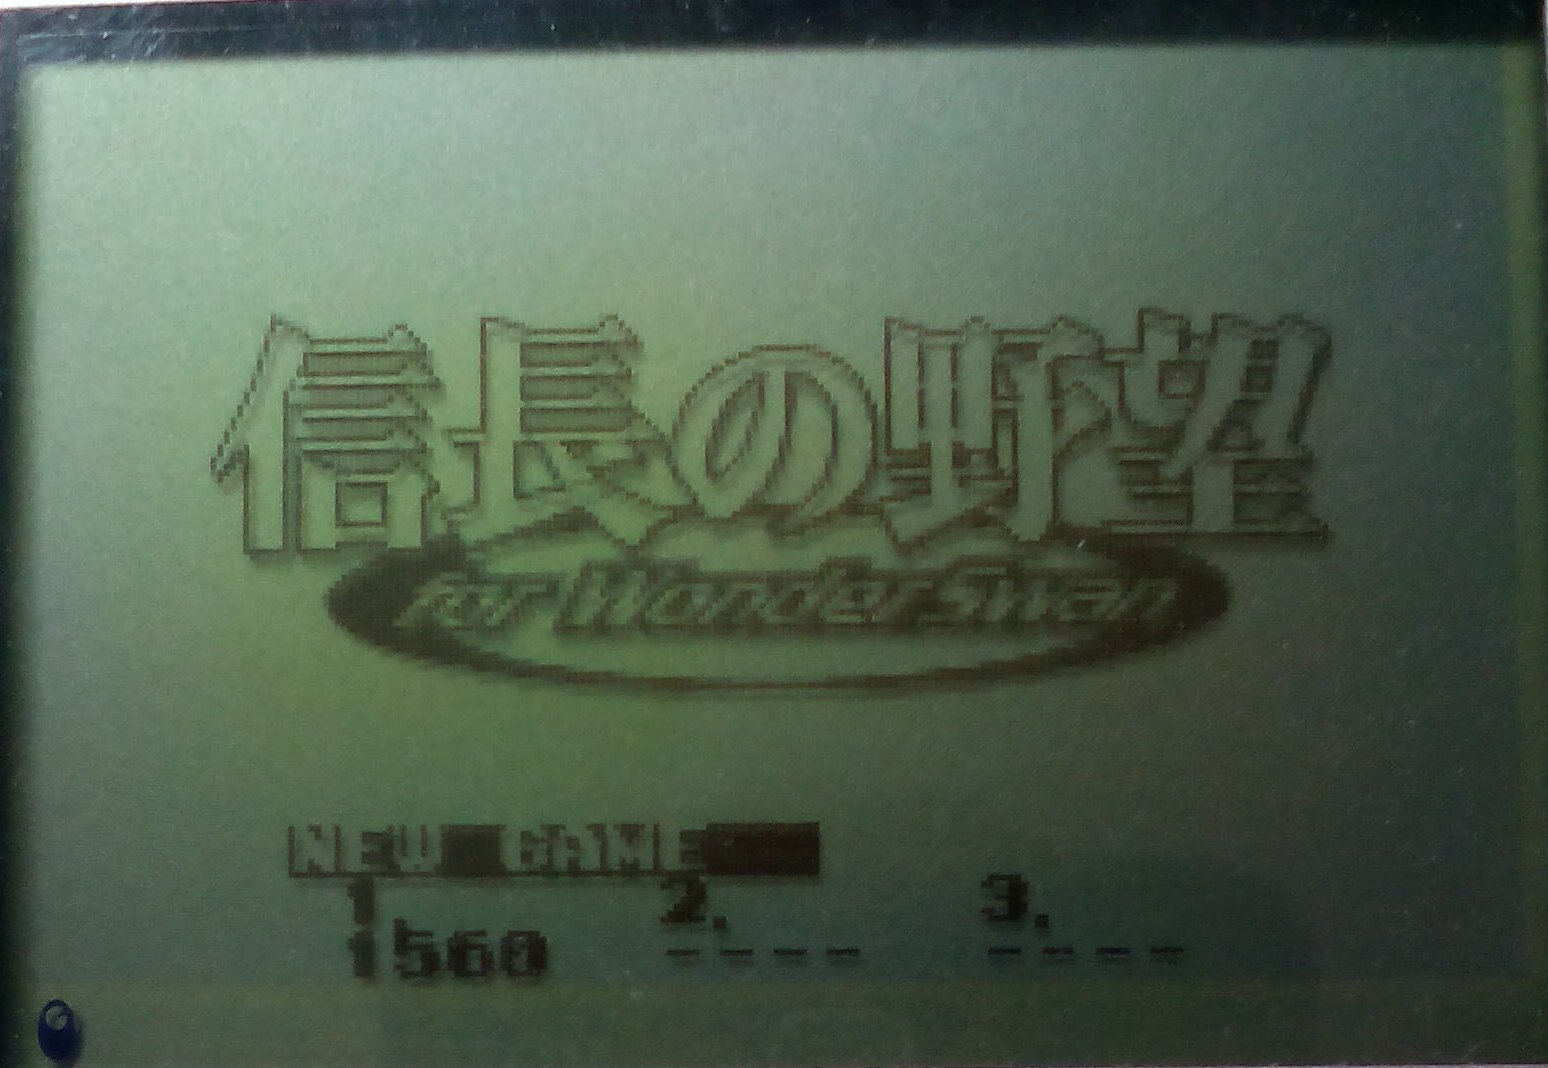 信長の野望
for WonderSwan
NEW GAME
1 2. 3.
1560 ---- ----